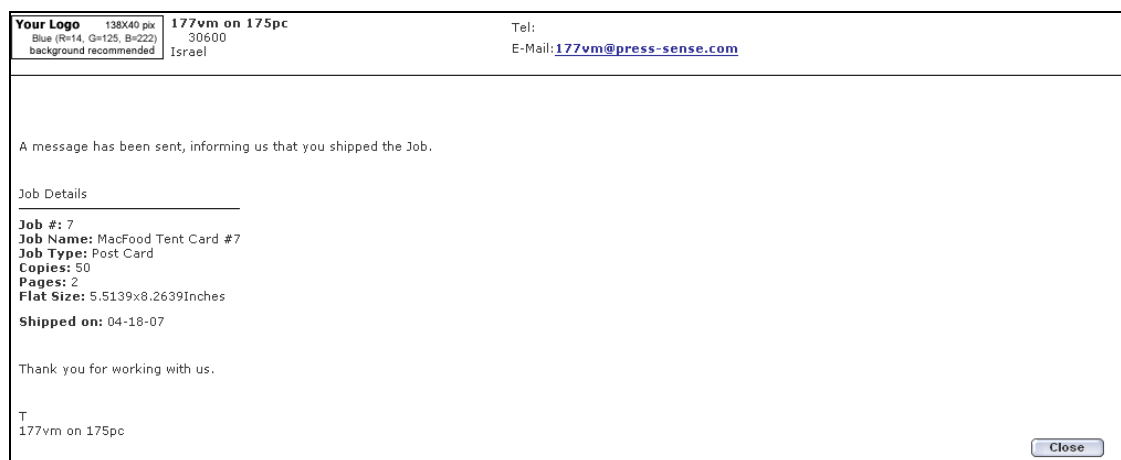 Your Logo 138X40 pix
Blue (R=14, G=125, B=222)
background recommended
177vm on 175pc
30600
Israel
Tel:
E-Mail:177vm@press-sense.com
A message has been sent, informing us that you shipped the Job.
Job Details
Job #: 7
Job Name: MacFood Tent Card #7
Job Type: Post Card
Copies: 50
Pages: 2
Flat Size: 5.5139x8.2639Inches
Shipped on: 04-18-07
Thank you for working with us.
T
177vm on 175pc
Close